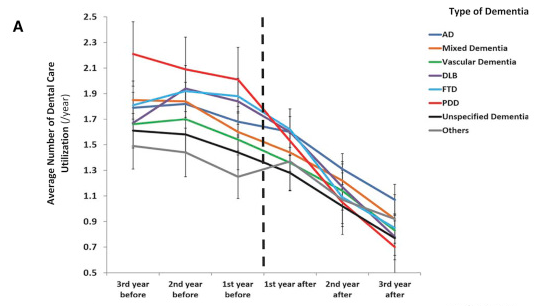 A
Type of Dementia
AD
Mixed Dementia
Vascular Dementia
DLB
FTD
PDD
Unspecified Dementia
Others
Average Number of Dental Care
Utilization (/year)
2.5
2.3
2.1
1.9
1.7
1.5
1.3
1.1
0.9
0.7
0.5
3rd year before
2nd year before
1st year before
1st year after
2nd year after
3rd year after